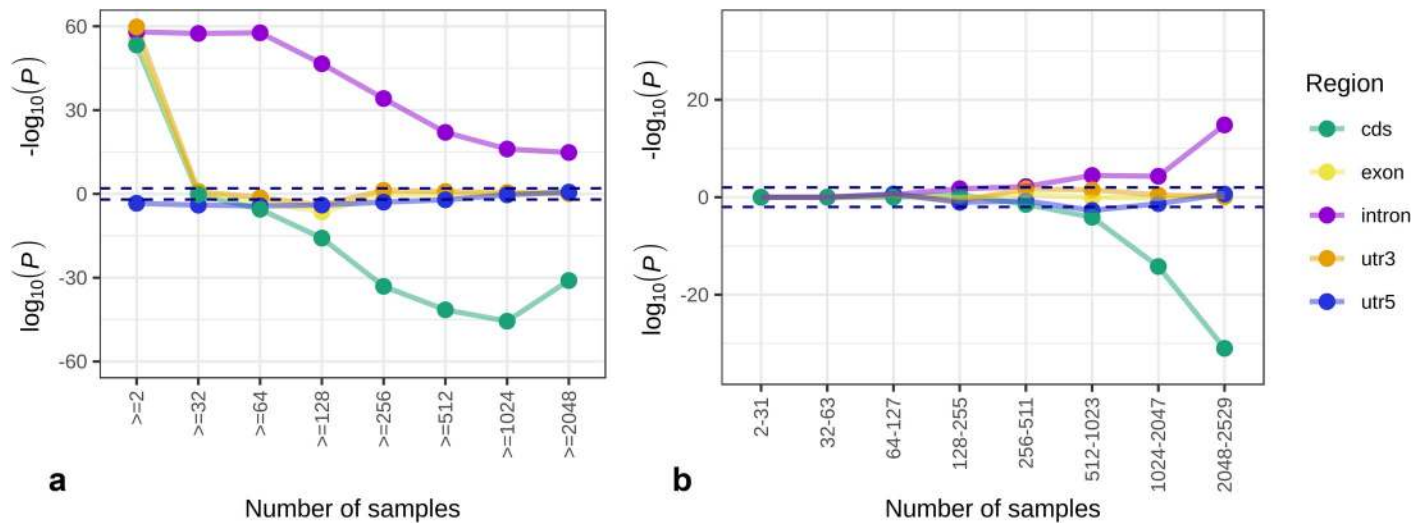 -log10(P)
log10(P)
60
30
0
-30
-60
>=2
>=32
>=64
>=128
>=256
>=512
>=1024
>=2048
a
Number of samples
-log10(P)
log10(P)
20
0
-20
2-31
32-63
64-127
128-255
256-511
512-1023
1024-2047
2048-2529
b
Number of samples
Region
cds
exon
intron
utr3
utr5